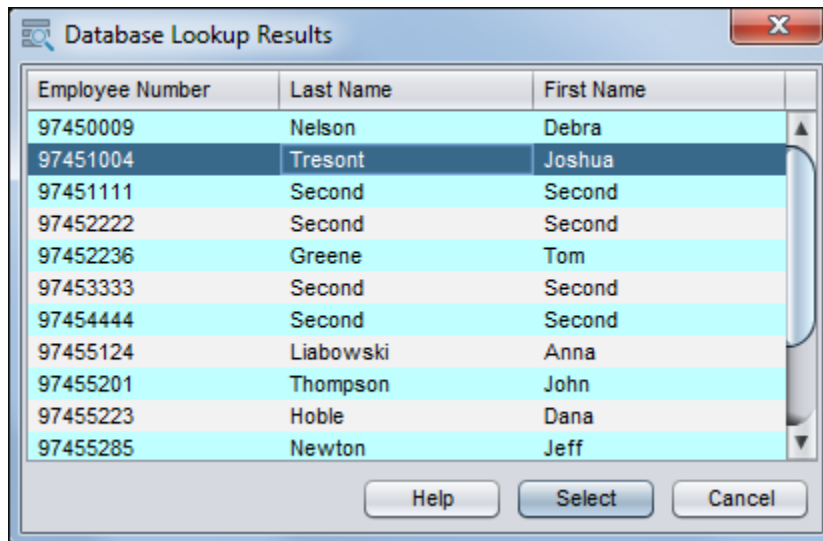 Database Lookup Results
Employee Number Last Name First Name
97450009 Nelson Debra
97451004 Tresont Joshua
97451111 Second Second
97452222 Second Second
97452236 Greene Tom
97453333 Second Second
97454444 Second Second
97455124 Liabowski Anna
97455201 Thompson John
97455223 Hoble Dana
97455285 Newton Jeff
Help Select Cancel